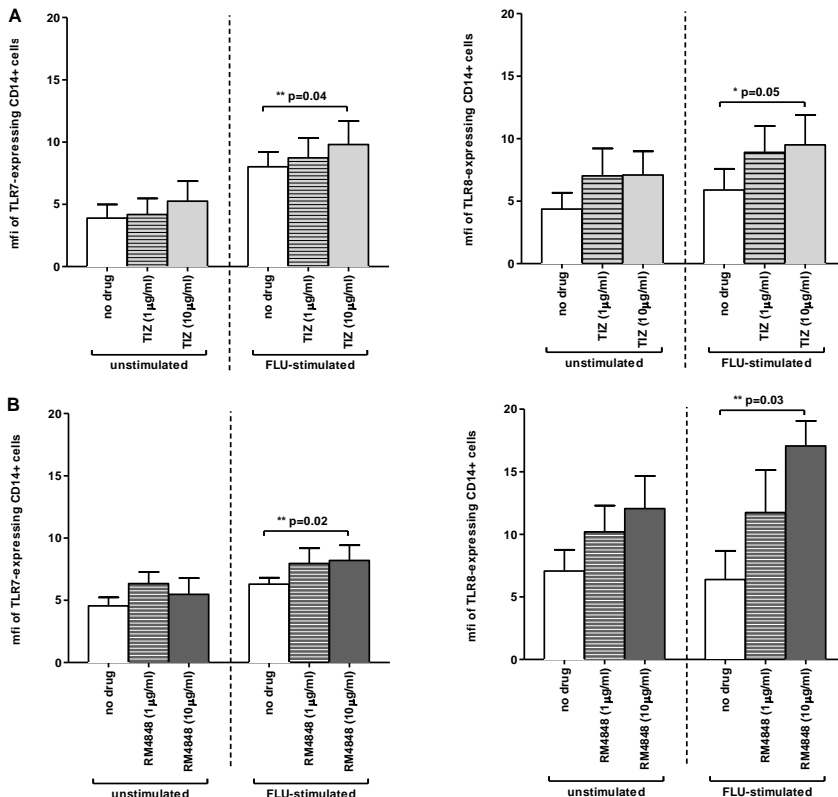 A
mfi of TLR7-expressing CD14+ cells
20
15
10
5
0
** p=0.04
no drug
TIZ (1µg/ml)
TIZ (10µg/ml)
no drug
TIZ (1µg/ml)
TIZ (10µg/ml)
unstimulated
FLU-stimulated
mfi of TLR8-expressing CD14+ cells
20
15
10
5
0
* p=0.05
no drug
TIZ (1µg/ml)
TIZ (10µg/ml)
no drug
TIZ (1µg/ml)
TIZ (10µg/ml)
unstimulated
FLU-stimulated
B
mfi of TLR7-expressing CD14+ cells
20
15
10
5
0
** p=0.02
no drug
RM4848 (1µg/ml)
RM4848 (10µg/ml)
no drug
RM4848 (1µg/ml)
RM4848 (10µg/ml)
unstimulated
FLU-stimulated
mfi of TLR8-expressing CD14+ cells
20
15
10
5
0
** p=0.03
no drug
RM4848 (1µg/ml)
RM4848 (10µg/ml)
no drug
RM4848 (1µg/ml)
RM4848 (10µg/ml)
unstimulated
FLU-stimulated